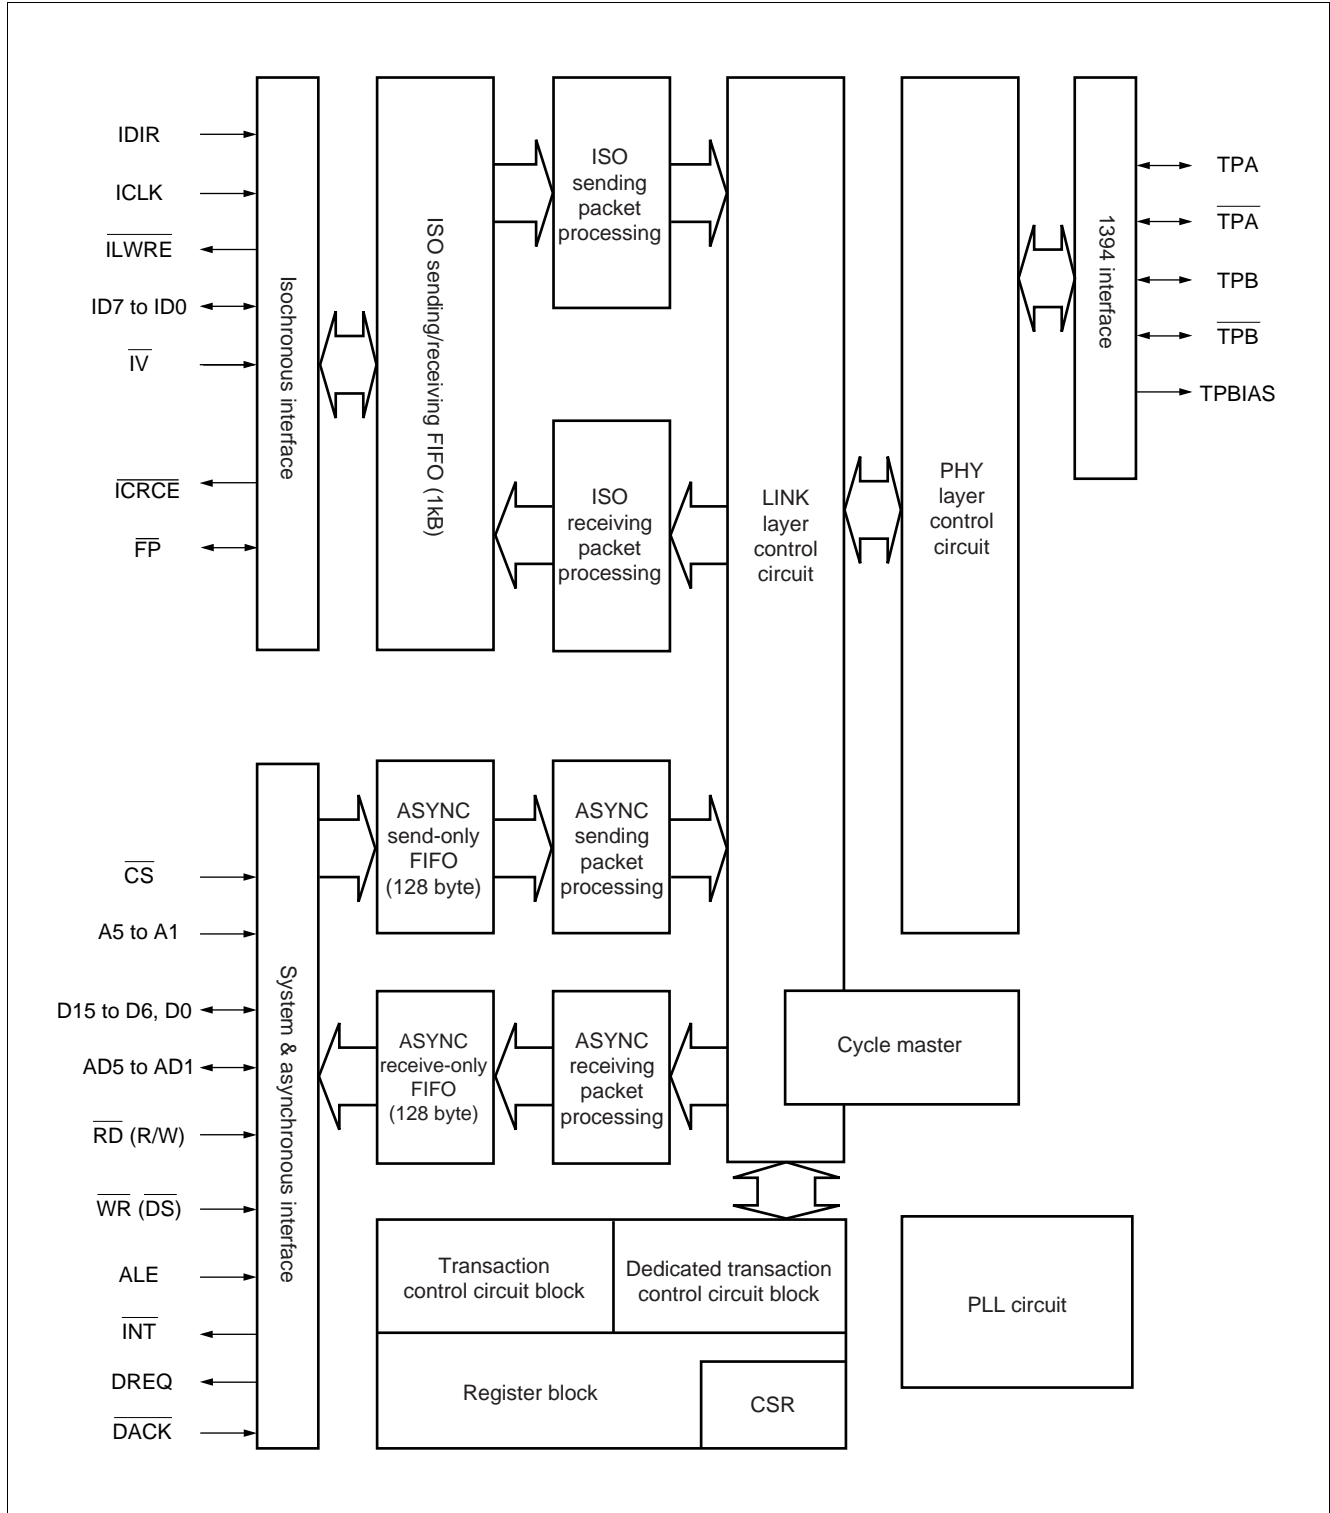 IDIR
ICLK
ILWRE
ID7 to ID0
IV
ICRCE
FP
Isochronous interface
ISO sending/receiving FIFO (1kB)
ISO
sending
packet
processing
ISO
receiving
packet
processing
LINK
layer
control
circuit
PHY
layer
control
circuit
1394 interface
TPA
TPA
TPB
TPB
TPBIAS
CS
A5 to A1
D15 to D6, D0
AD5 to AD1
RD (R/W)
WR (DS)
ALE
INT
DREQ
DACK
System & asynchronous interface
ASYNC
send-only
FIFO
(128 byte)
ASYNC
sending
packet
processing
ASYNC
receive-only
FIFO
(128 byte)
ASYNC
receiving
packet
processing
Cycle master
Transaction
control circuit block
Dedicated transaction
control circuit block
Register block
CSR
PLL circuit